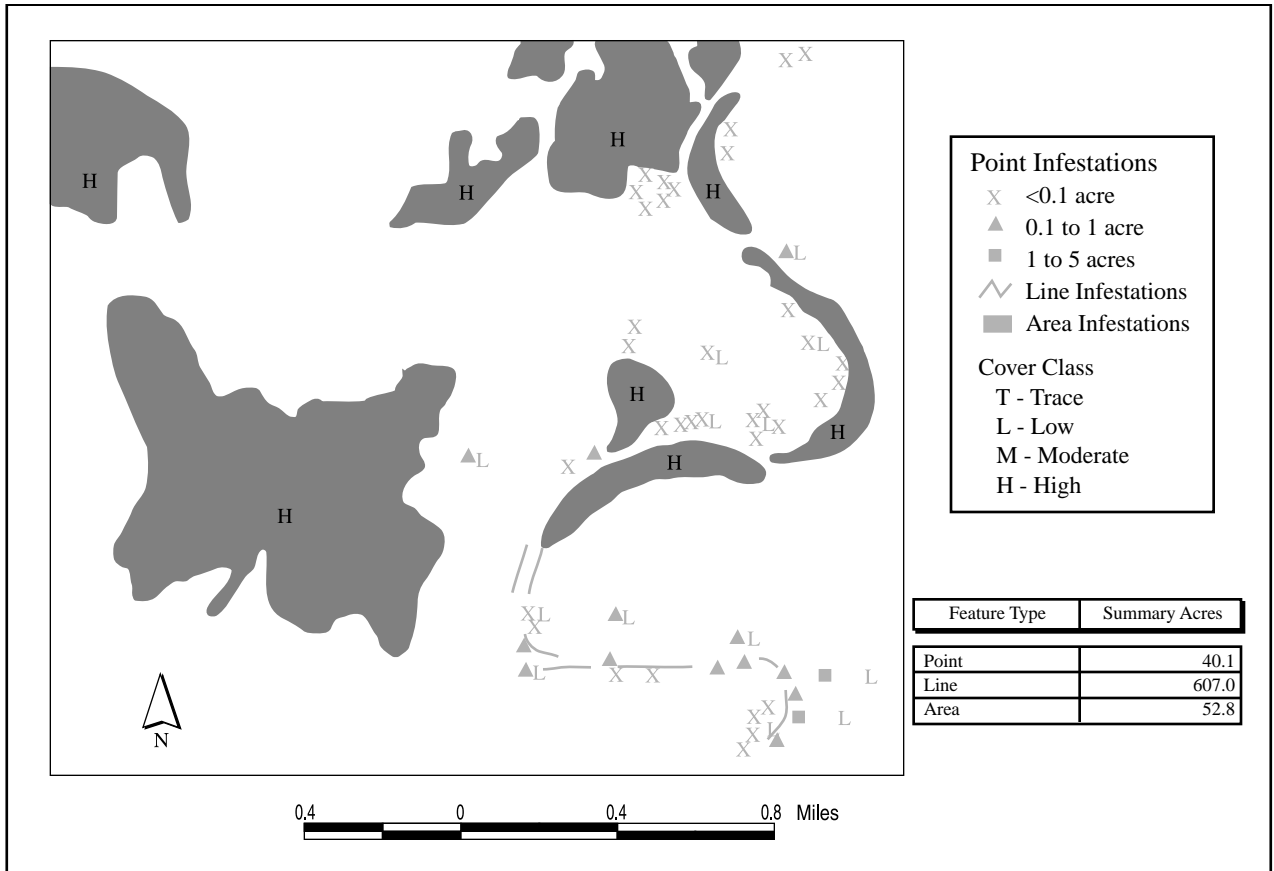 H
H
H
H
L
X L
X L
H
X X X L
L
H
H
L
H
H
X L
L
L
L
L
L
L
N
Point Infestations
X <0.1 acre
0.1 to 1 acre
1 to 5 acres
Line Infestations
Area Infestations
Cover Class
T - Trace
L - Low
M - Moderate
H - High
Feature Type Summary Acres
Point 40.1
Line 607.0
Area 52.8
0.4 0 0.4 0.8 Miles